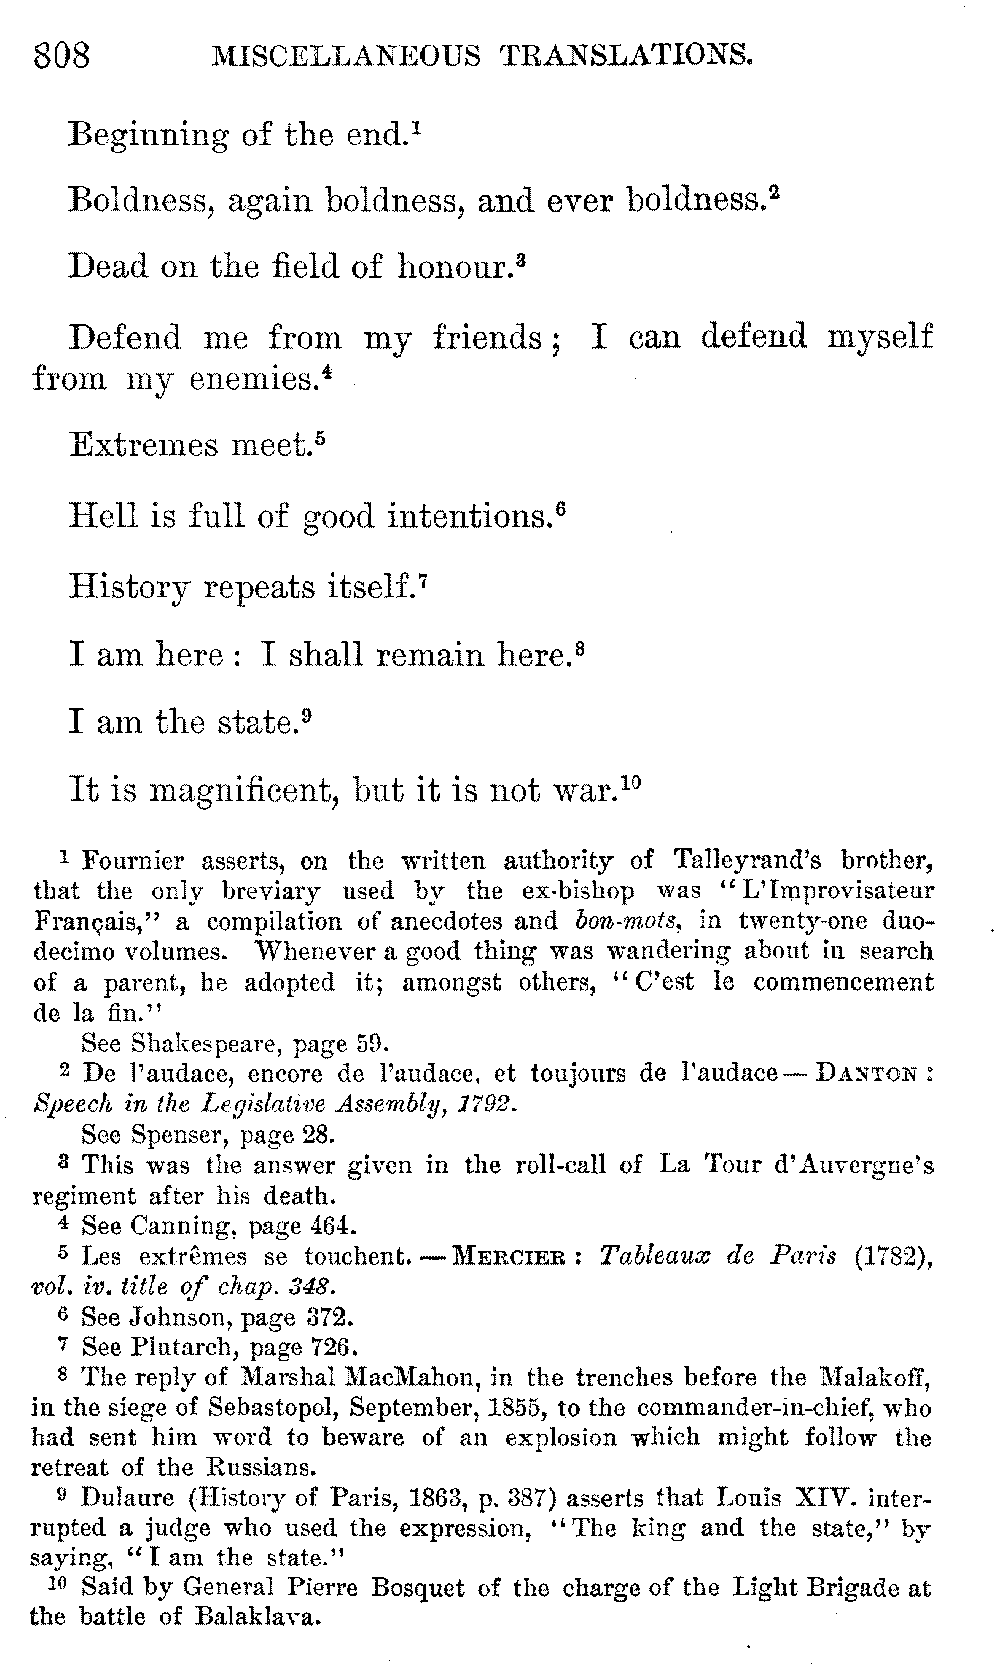 808 MISCELLANEOUS TRANSLATIONS.
Beginning of the end.¹
Boldness, again boldness, and ever boldness.²
Dead on the field of honour.³
Defend me from my friends; I can defend myself
from my enemies.⁴
Extremes meet.⁵
Hell is full of good intentions.⁶
History repeats itself.⁷
I am here: I shall remain here.⁸
I am the state.⁹
It is magnificent, but it is not war.¹⁰
¹ Fournier asserts, on the written authority of Talleyrand's brother,
that the only breviary used by the ex-bishop was "L'Improvisateur
Français," a compilation of anecdotes and bon-mots, in twenty-one duo-
decimo volumes. Whenever a good thing was wandering about in search
of a parent, he adopted it; amongst others, "C'est le commencement
de la fin."
See Shakespeare, page 59.
² De l'audace, encore de l'audace, et toujours de l'audace — DANTON:
Speech in the Legislative Assembly, 1792.
See Spenser, page 28.
³ This was the answer given in the roll-call of La Tour d'Auvergne's
regiment after his death.
⁴ See Canning, page 464.
⁵ Les extrêmes se touchent. — MERCIER: Tableaux de Paris (1782),
vol. iv. title of chap. 348.
⁶ See Johnson, page 372.
⁷ See Plutarch, page 726.
⁸ The reply of Marshal MacMahon, in the trenches before the Malakoff,
in the siege of Sebastopol, September, 1855, to the commander-in-chief, who
had sent him word to beware of an explosion which might follow the
retreat of the Russians.
⁹ Dulaure (History of Paris, 1863, p. 387) asserts that Louis XIV. inter-
rupted a judge who used the expression, "The king and the state," by
saying, "I am the state."
¹⁰ Said by General Pierre Bosquet of the charge of the Light Brigade at
the battle of Balaklava.